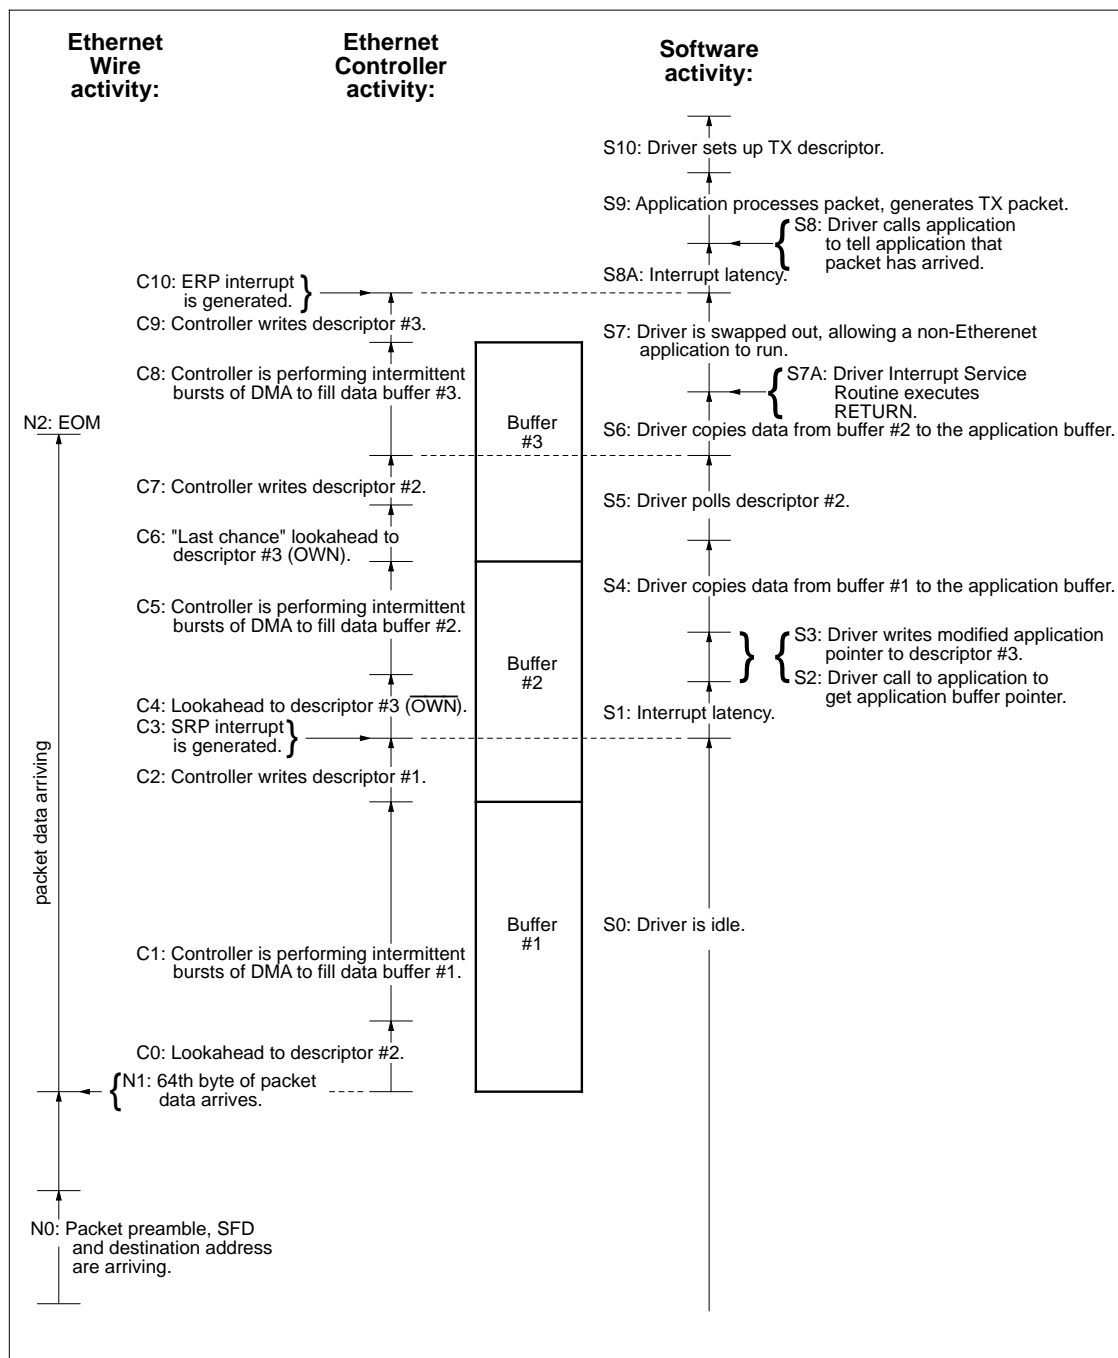 Ethernet
Wire
activity:
Ethernet
Controller
activity:
Software
activity:
S10: Driver sets up TX descriptor.
S9: Application processes packet, generates TX packet.
S8: Driver calls application
to tell application that
packet has arrived.
S8A: Interrupt latency.
C10: ERP interrupt
is generated.
C9: Controller writes descriptor #3.
S7: Driver is swapped out, allowing a non-Etherenet
application to run.
C8: Controller is performing intermittent
bursts of DMA to fill data buffer #3.
S7A: Driver Interrupt Service
Routine executes
RETURN.
N2: EOM
Buffer
#3
S6: Driver copies data from buffer #2 to the application buffer.
C7: Controller writes descriptor #2.
S5: Driver polls descriptor #2.
C6: "Last chance" lookahead to
descriptor #3 (OWN).
S4: Driver copies data from buffer #1 to the application buffer.
C5: Controller is performing intermittent
bursts of DMA to fill data buffer #2.
S3: Driver writes modified application
pointer to descriptor #3.
Buffer
#2
S2: Driver call to application to
get application buffer pointer.
C4: Lookahead to descriptor #3 (O̅W̅N̅).
S1: Interrupt latency.
C3: SRP interrupt
is generated.
C2: Controller writes descriptor #1.
packet data arriving
Buffer
#1
S0: Driver is idle.
C1: Controller is performing intermittent
bursts of DMA to fill data buffer #1.
C0: Lookahead to descriptor #2.
N1: 64th byte of packet
data arrives.
N0: Packet preamble, SFD
and destination address
are arriving.